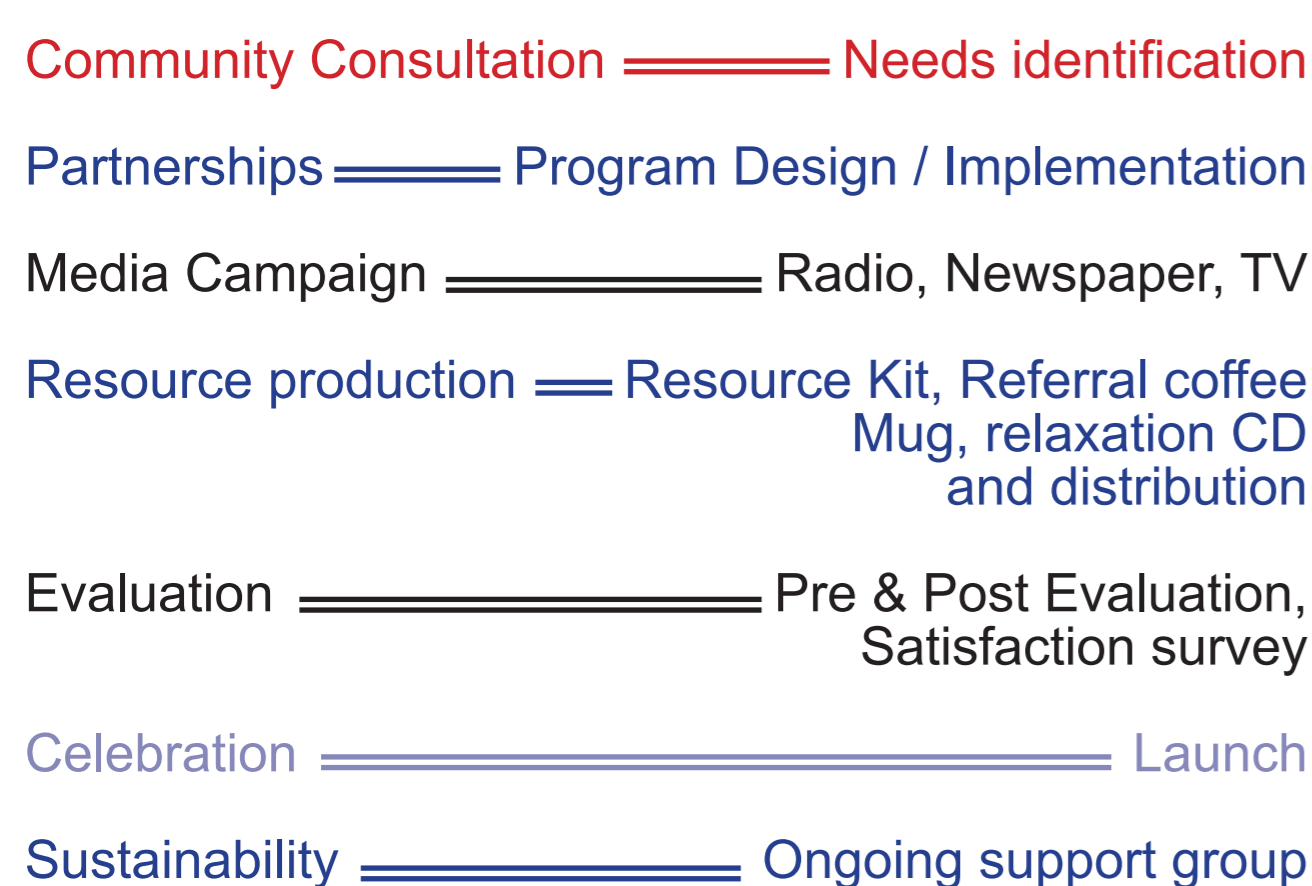 Community Consultation Needs identification
Partnerships Program Design / Implementation
Media Campaign Radio, Newspaper, TV
Resource production Resource Kit, Referral coffee
Mug, relaxation CD
and distribution
Evaluation Pre & Post Evaluation,
Satisfaction survey
Celebration Launch
Sustainability Ongoing support group